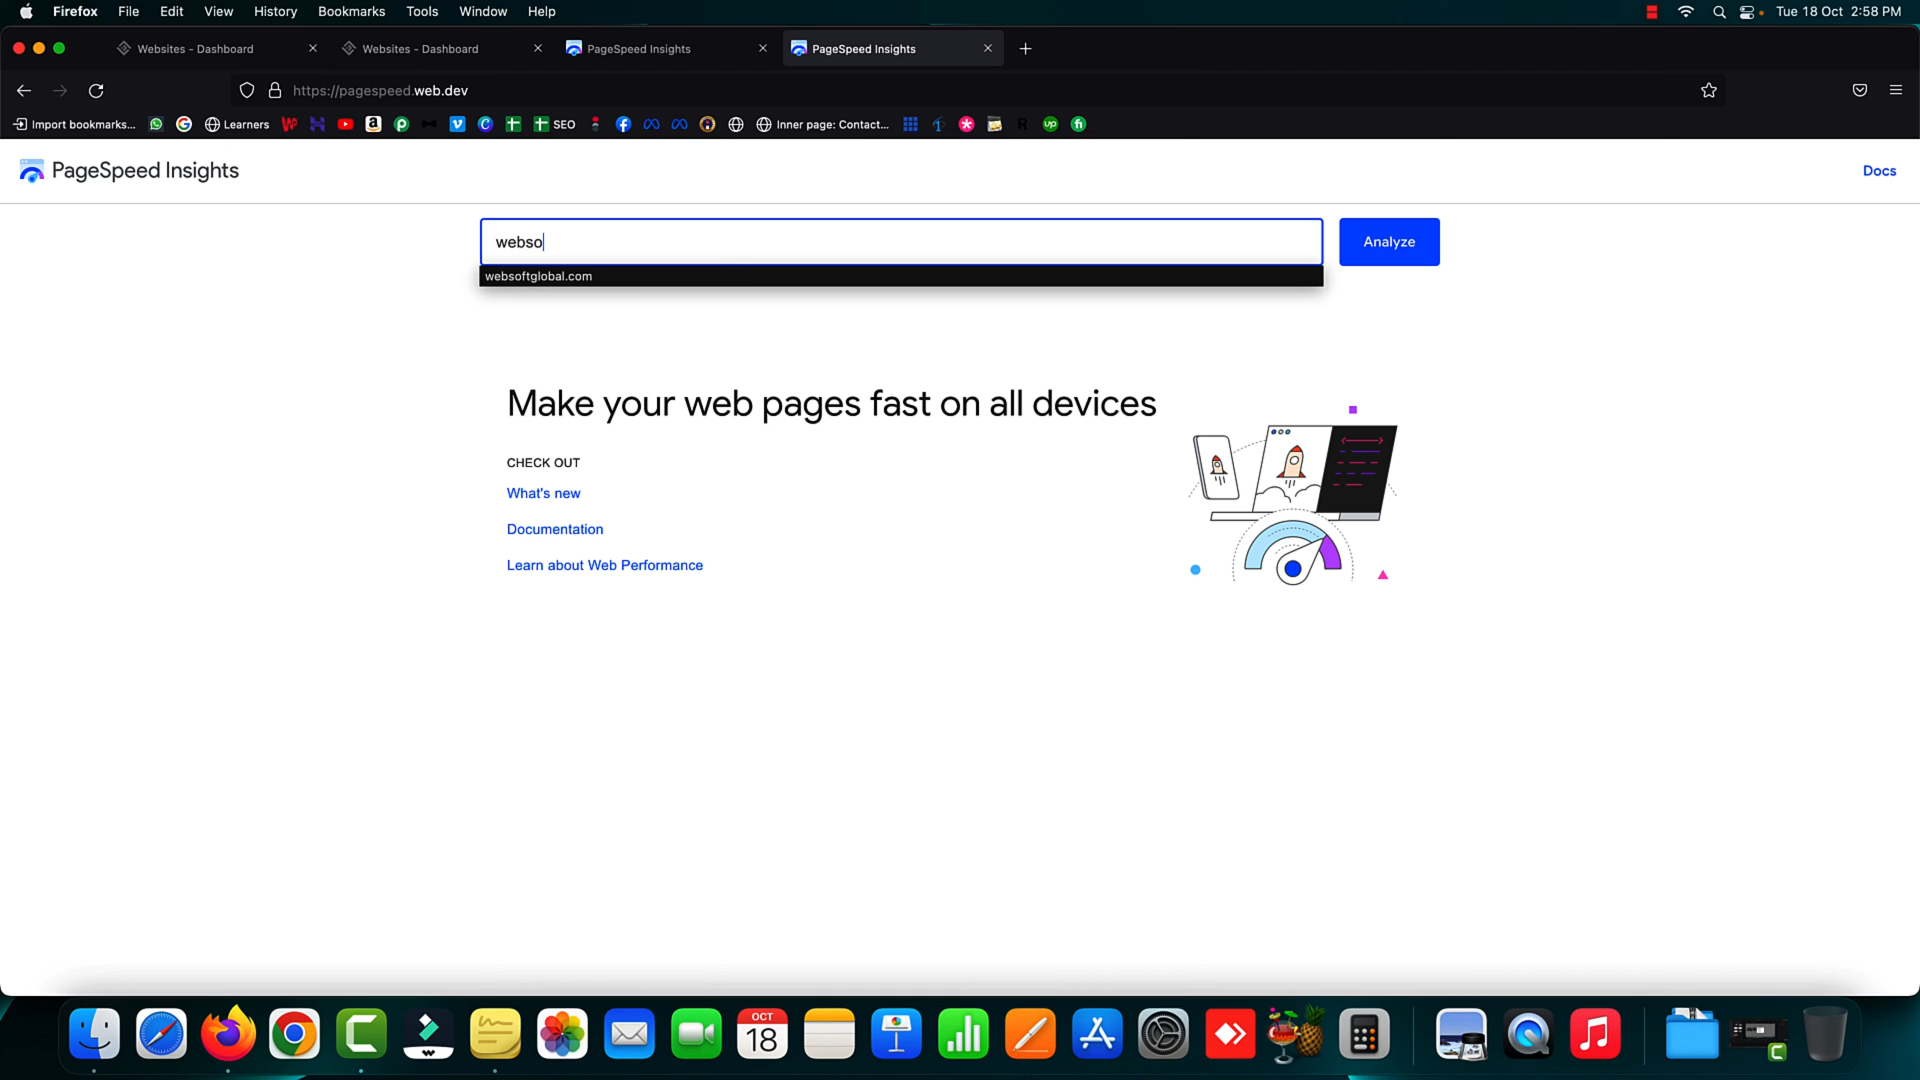 Firefox File Edit View History Bookmarks Tools Window Help Tue 18 Oct 2:58 PM
Websites - Dashboard Websites - Dashboard PageSpeed Insights PageSpeed Insights
https://pagespeed.web.dev
Import bookmarks... Learners SEO Inner page: Contact... up fi
PageSpeed Insights Docs
webso Analyze
websoftglobal.com
Make your web pages fast on all devices
CHECK OUT
What's new
Documentation
Learn about Web Performance
OCT
18